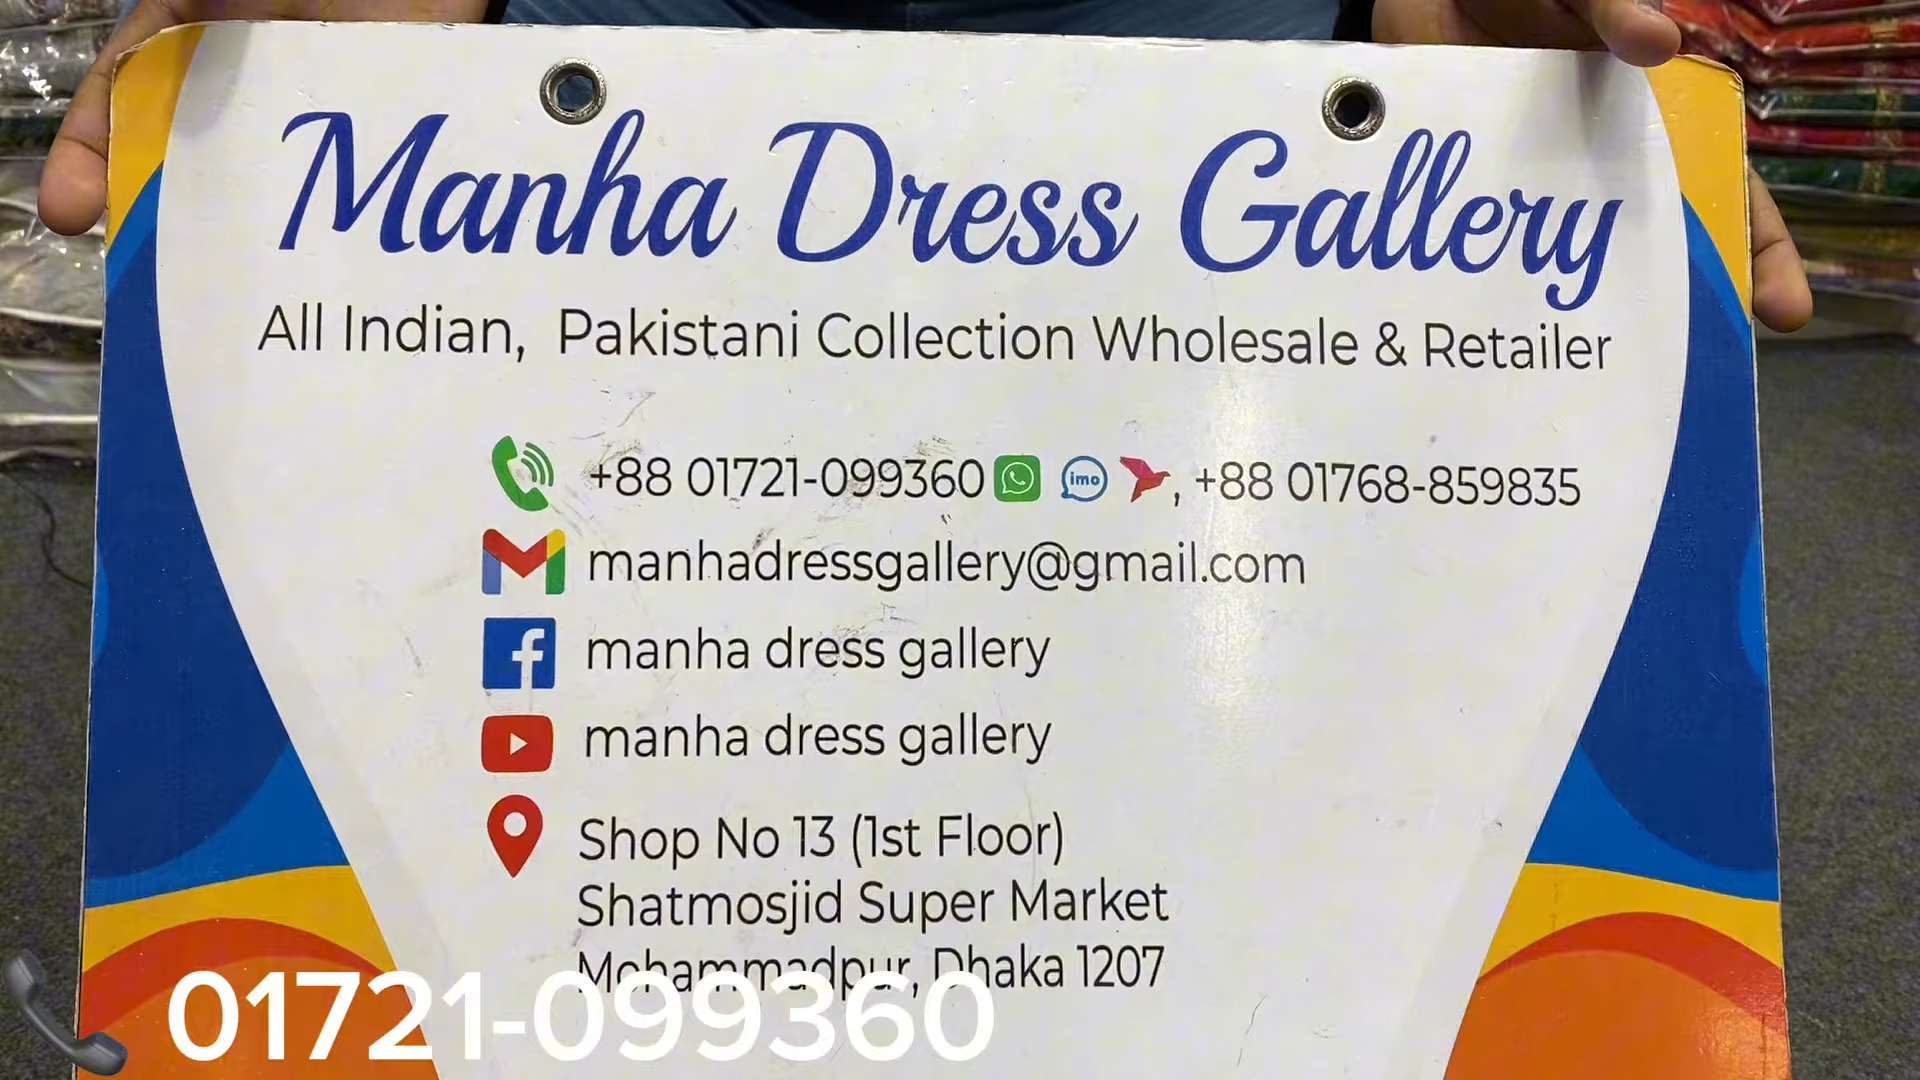 Manha Dress Gallery
All Indian, Pakistani Collection Wholesale & Retailer
+88 01721-099360 imo , +88 01768-859835
manhadressgallery@gmail.com
f manha dress gallery
manha dress gallery
Shop No 13 (1st Floor)
Shatmosjid Super Market
Mohammadpur, Dhaka 1207
01721-099360